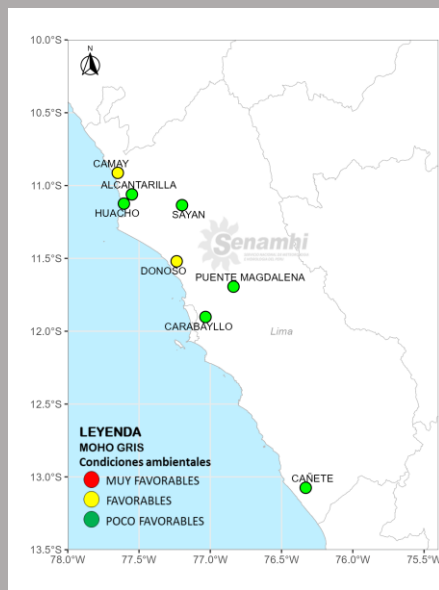 10.0°S
10.5°S
11.0°S
11.5°S
12.0°S
12.5°S
13.0°S
13.5°S
N
CAMAY
ALCANTARILLA
HUACHO
SAYAN
Senamhi
DONOSO
PUENTE MAGDALENA
CARABAYLLO
Lima
CAÑETE
LEYENDA
MOHO GRIS
Condiciones ambientales
MUY FAVORABLES
FAVORABLES
POCO FAVORABLES
78.0°W 77.5°W 77.0°W 76.5°W 76.0°W 75.5°W